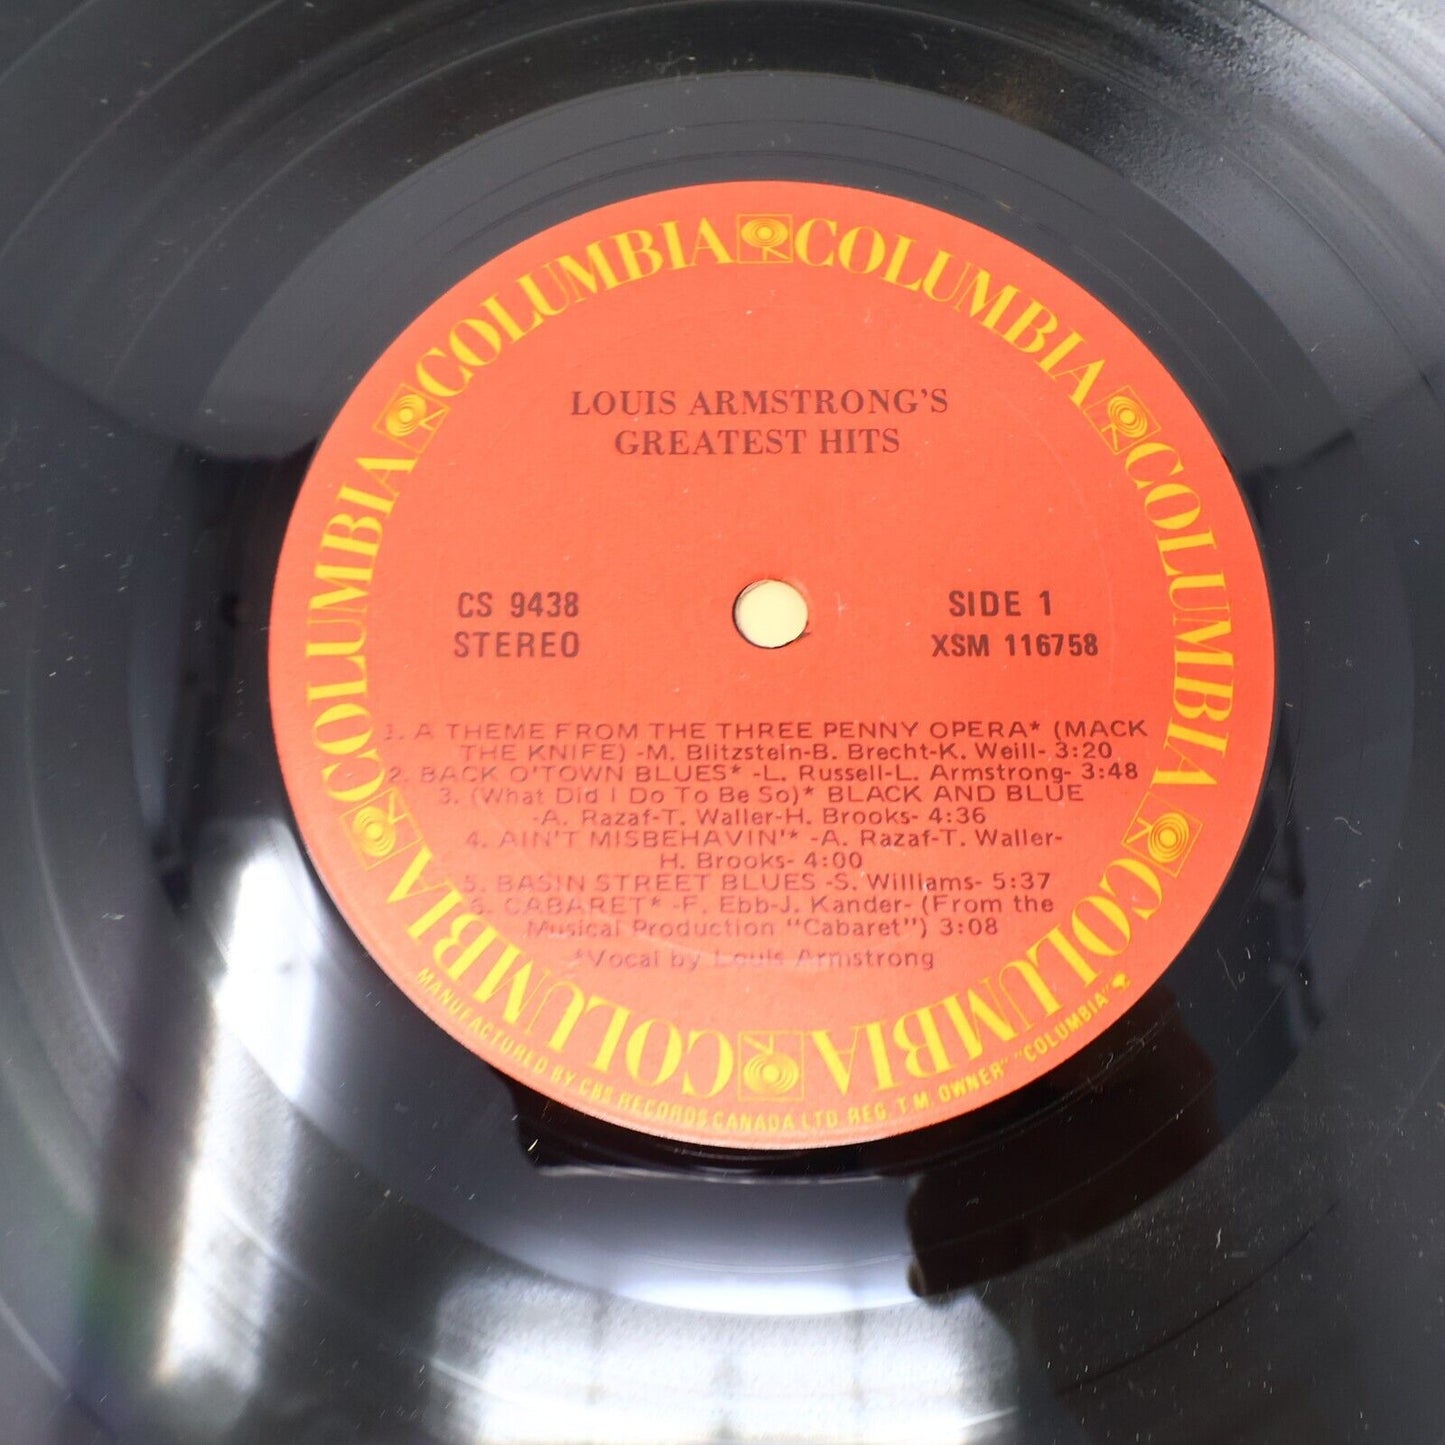 COLUMBIA COLUMBIA COLUMBIA COLUMBIA COLUMBIA COLUMBIA COLUMBIA COLUMBIA
LOUIS ARMSTRONG'S
GREATEST HITS
CS 9438
STEREO
SIDE 1
XSM 116758
1. A THEME FROM THE THREE PENNY OPERA* (MACK
THE KNIFE) -M. Blitzstein-B. Brecht-K. Weill- 3:20
2. BACK O'TOWN BLUES* -L. Russell-L. Armstrong- 3:48
3. (What Did I Do To Be So)* BLACK AND BLUE
-A. Razaf-T. Waller-H. Brooks- 4:36
4. AIN'T MISBEHAVIN'* -A. Razaf-T. Waller-
H. Brooks- 4:00
5. BASIN STREET BLUES -S. Williams- 5:37
6. CABARET* -F. Ebb-J. Kander- (From the
Musical Production "Cabaret") 3:08
*Vocal by Louis Armstrong
MANUFACTURED BY CBS RECORDS CANADA LTD. REG. T.M. OWNER" "COLUMBIA"